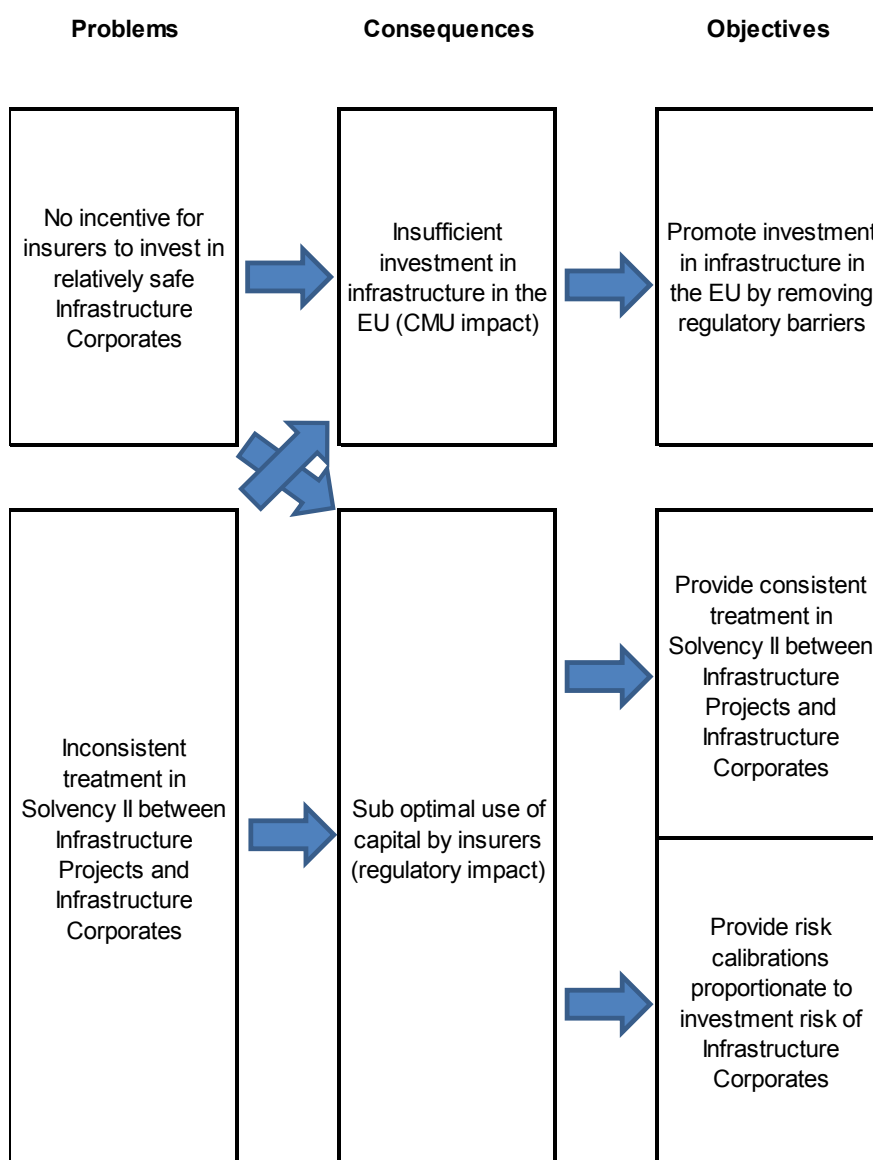 Problems
Consequences
Objectives
No incentive for
insurers to invest in
relatively safe
Infrastructure
Corporates
Insufficient
investment in
infrastructure in the
EU (CMU impact)
Promote investment
in infrastructure in
the EU by removing
regulatory barriers
Inconsistent
treatment in
Solvency II between
Infrastructure
Projects and
Infrastructure
Corporates
Sub optimal use of
capital by insurers
(regulatory impact)
Provide consistent
treatment in
Solvency II between
Infrastructure
Projects and
Infrastructure
Corporates
Provide risk
calibrations
proportionate to
investment risk of
Infrastructure
Corporates